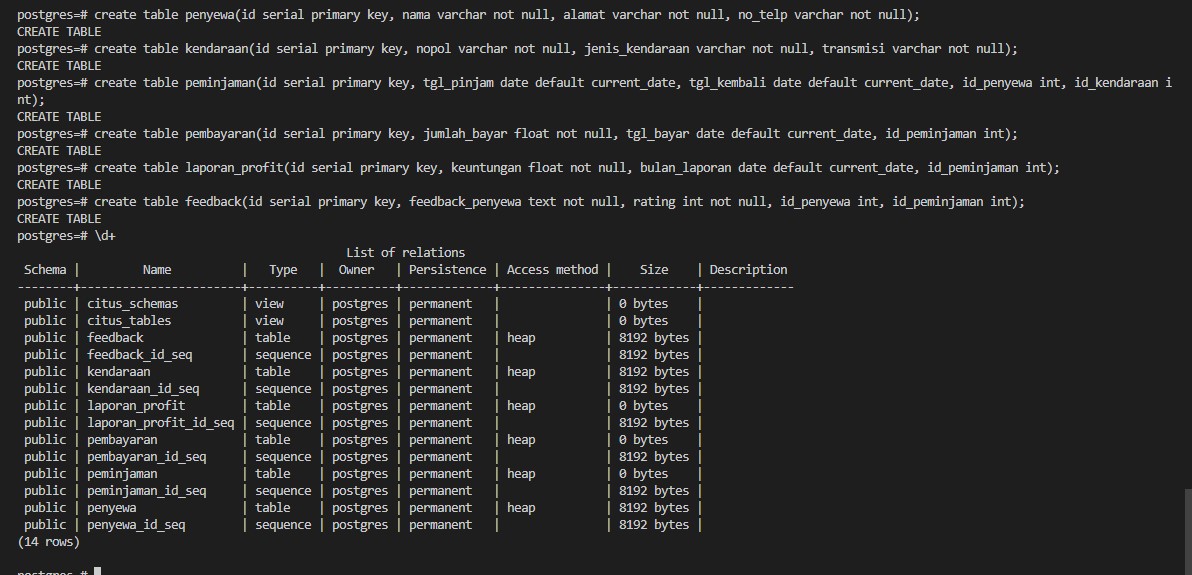 postgres=# create table penyewa(id serial primary key, nama varchar not null, alamat varchar not null, no_telp varchar not null);
CREATE TABLE
postgres=# create table kendaraan(id serial primary key, nopol varchar not null, jenis_kendaraan varchar not null, transmisi varchar not null);
CREATE TABLE
postgres=# create table peminjaman(id serial primary key, tgl_pinjam date default current_date, tgl_kembali date default current_date, id_penyewa int, id_kendaraan i
nt);
CREATE TABLE
postgres=# create table pembayaran(id serial primary key, jumlah_bayar float not null, tgl_bayar date default current_date, id_peminjaman int);
CREATE TABLE
postgres=# create table laporan_profit(id serial primary key, keuntungan float not null, bulan_laporan date default current_date, id_peminjaman int);
CREATE TABLE
postgres=# create table feedback(id serial primary key, feedback_penyewa text not null, rating int not null, id_penyewa int, id_peminjaman int);
CREATE TABLE
postgres=# \d+
                                               List of relations
 Schema |         Name          |   Type   |  Owner   | Persistence | Access method |    Size    | Description
--------+-----------------------+----------+----------+-------------+---------------+------------+-------------
 public | citus_schemas         | view     | postgres | permanent   |               | 0 bytes    |
 public | citus_tables          | view     | postgres | permanent   |               | 0 bytes    |
 public | feedback              | table    | postgres | permanent   | heap          | 8192 bytes |
 public | feedback_id_seq       | sequence | postgres | permanent   |               | 8192 bytes |
 public | kendaraan             | table    | postgres | permanent   | heap          | 8192 bytes |
 public | kendaraan_id_seq      | sequence | postgres | permanent   |               | 8192 bytes |
 public | laporan_profit        | table    | postgres | permanent   | heap          | 0 bytes    |
 public | laporan_profit_id_seq | sequence | postgres | permanent   |               | 8192 bytes |
 public | pembayaran            | table    | postgres | permanent   | heap          | 0 bytes    |
 public | pembayaran_id_seq     | sequence | postgres | permanent   |               | 8192 bytes |
 public | peminjaman            | table    | postgres | permanent   | heap          | 0 bytes    |
 public | peminjaman_id_seq     | sequence | postgres | permanent   |               | 8192 bytes |
 public | penyewa               | table    | postgres | permanent   | heap          | 8192 bytes |
 public | penyewa_id_seq        | sequence | postgres | permanent   |               | 8192 bytes |
(14 rows)
postgres=#